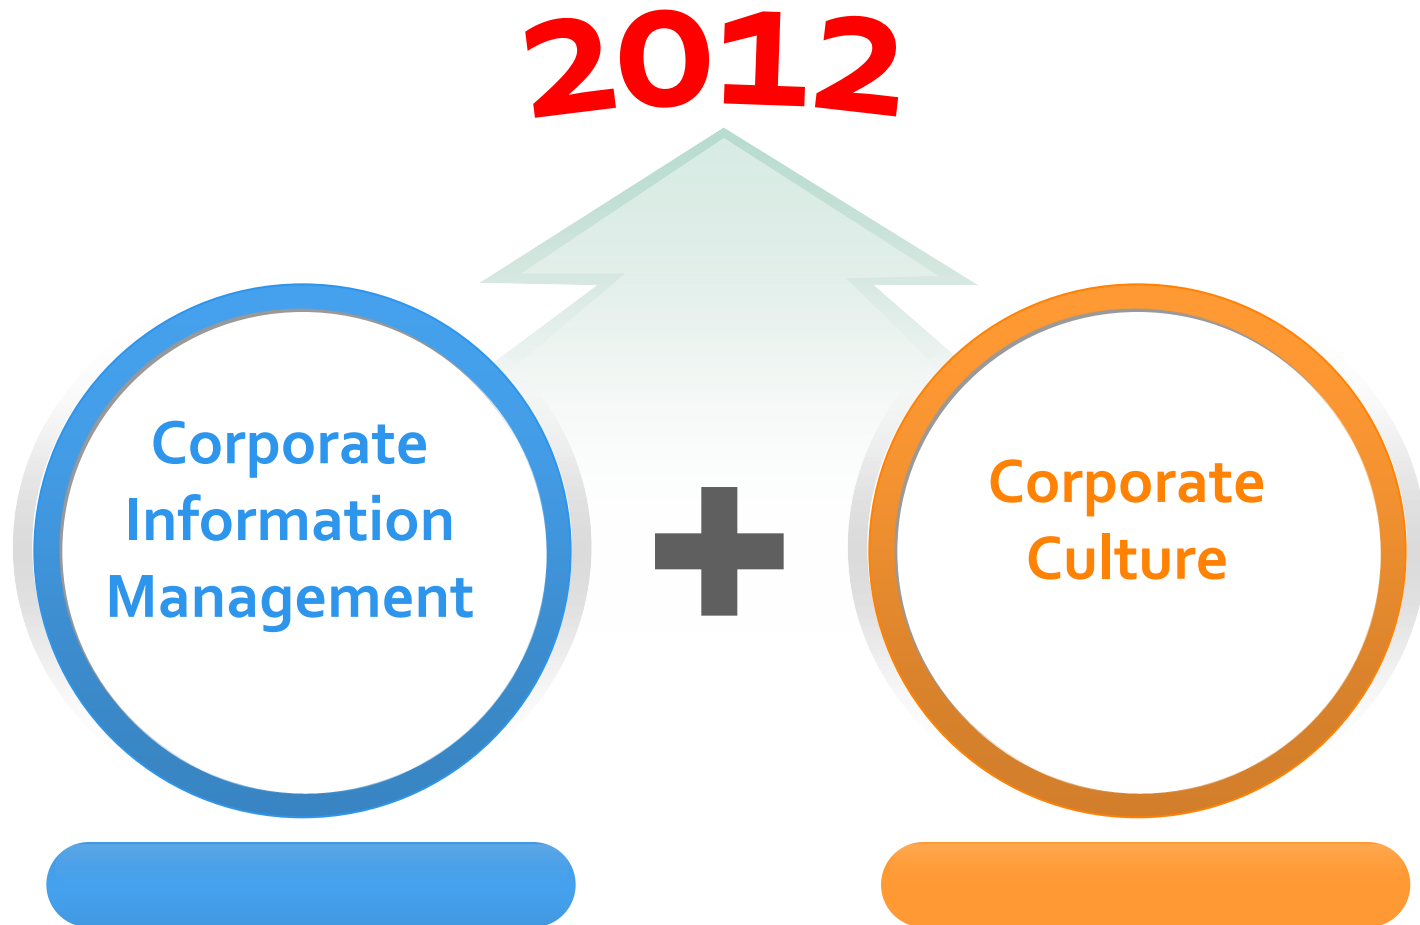 2012
Corporate
Information
Management
Corporate
Culture